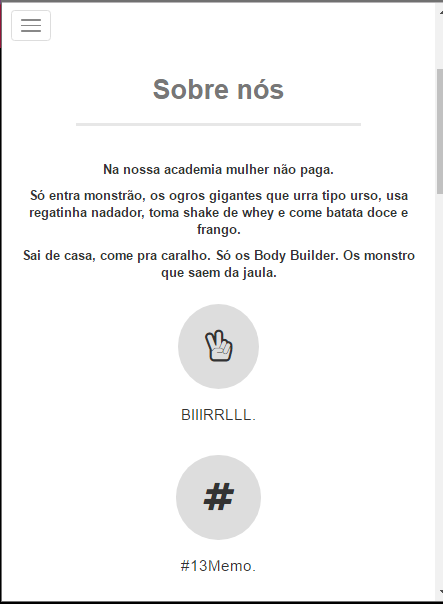 Sobre nós
Na nossa academia mulher não paga.
Só entra monstrão, os ogros gigantes que urra tipo urso, usa
regatinha nadador, toma shake de whey e come batata doce e
frango.
Sai de casa, come pra caralho. Só os Body Builder. Os monstro
que saem da jaula.
BIIIRRLLL.
#
#13Memo.